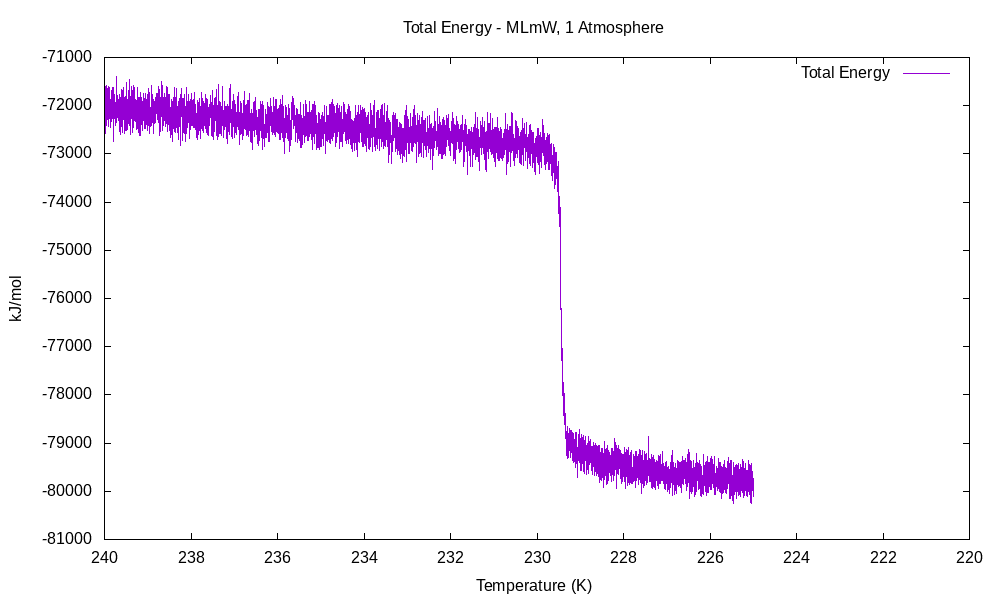 Total Energy - MLmW, 1 Atmosphere
Total Energy
-71000
-72000
-73000
-74000
-75000
-76000
-77000
-78000
-79000
-80000
-81000
kJ/mol
240 238 236 234 232 230 228 226 224 222 220
Temperature (K)